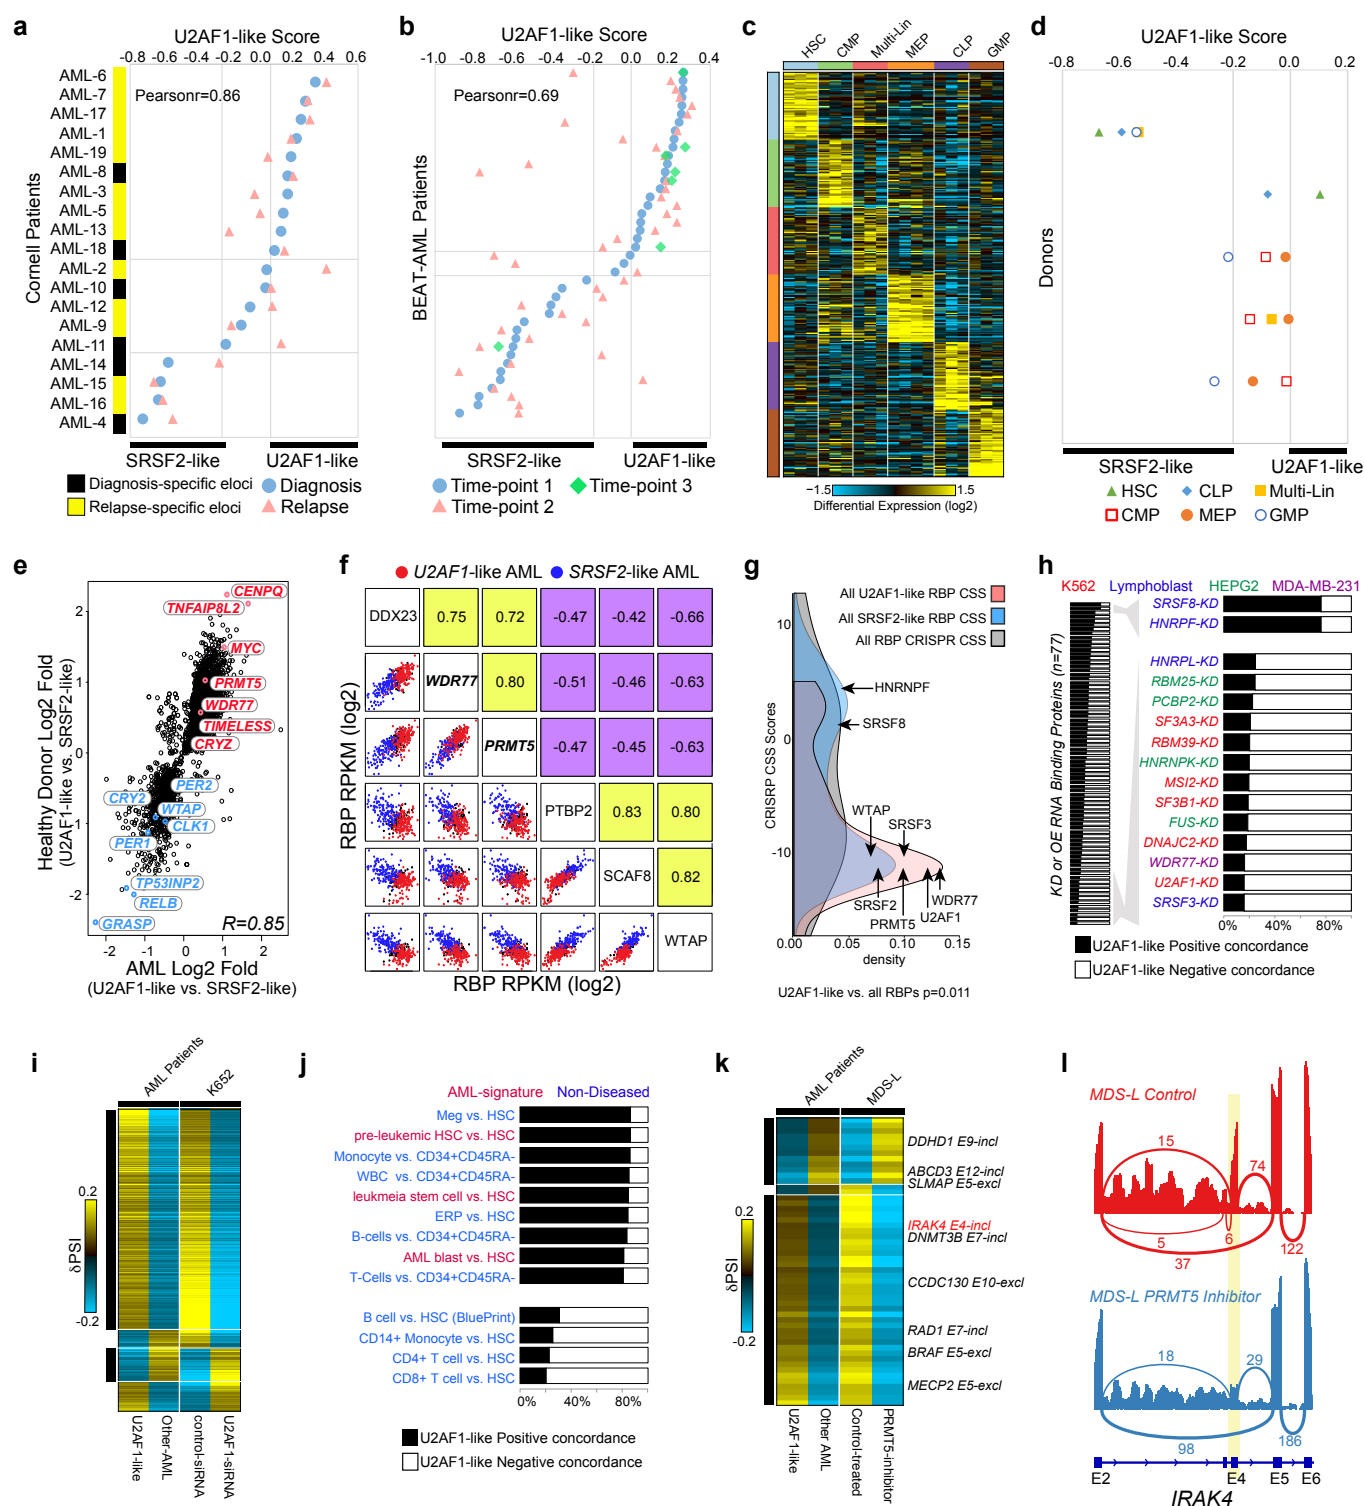 a
U2AF1-like Score
-0.8 -0.6 -0.4 -0.2 0.0 0.2 0.4 0.6
Pearsonr=0.86
Cornell Patients
AML-6
AML-7
AML-17
AML-1
AML-19
AML-8
AML-3
AML-5
AML-13
AML-18
AML-2
AML-10
AML-12
AML-9
AML-11
AML-14
AML-15
AML-16
AML-4
SRSF2-like U2AF1-like
Diagnosis-specific eloci Diagnosis
Relapse-specific eloci Relapse
b
U2AF1-like Score
-1.0 -0.8 -0.6 -0.4 -0.2 0.0 0.2 0.4
Pearsonr=0.69
BEAT-AML Patients
SRSF2-like U2AF1-like
Time-point 1 Time-point 3
Time-point 2
c
HSC CMP Multi-Lin MEP CLP GMP
-1.5 1.5
Differential Expression (log2)
d
U2AF1-like Score
-0.8 -0.6 -0.4 -0.2 0.0 0.2
Donors
SRSF2-like U2AF1-like
HSC CLP Multi-Lin
CMP MEP GMP
e
Healthy Donor Log2 Fold
(U2AF1-like vs. SRSF2-like)
2
1
0
-1
-2
CENPQ
TNFAIP8L2
MYC
PRMT5
WDR77
TIMELESS
CRYZ
PER2
CRY2
WTAP
CLK1
PER1
TP53INP2
RELB
GRASP
R=0.85
-2 -1 0 1 2
AML Log2 Fold
(U2AF1-like vs. SRSF2-like)
f
U2AF1-like AML SRSF2-like AML
RBP RPKM (log2)
DDX23 0.75 0.72 -0.47 -0.42 -0.66
WDR77 0.80 -0.51 -0.46 -0.63
PRMT5 -0.47 -0.45 -0.63
PTBP2 0.83 0.80
SCAF8 0.82
WTAP
RBP RPKM (log2)
g
All U2AF1-like RBP CSS
All SRSF2-like RBP CSS
All RBP CRISPR CSS
CRISRP CSS Scores
10
0
-10
HNRNPF
SRSF8
WTAP
SRSF3
SRSF2
WDR77
U2AF1
PRMT5
0.00 0.05 0.10 0.15
density
U2AF1-like vs. all RBPs p=0.011
h
K562 Lymphoblast HEPG2 MDA-MB-231
KD or OE RNA Binding Proteins (n=77)
SRSF8-KD
HNRPF-KD
HNRPL-KD
RBM25-KD
PCBP2-KD
SF3A3-KD
RBM39-KD
HNRNPK-KD
MSI2-KD
SF3B1-KD
FUS-KD
DNAJC2-KD
WDR77-KD
U2AF1-KD
SRSF3-KD
0% 40% 80%
U2AF1-like Positive concordance
U2AF1-like Negative concordance
i
AML Patients K652
0.2
δPSI
-0.2
U2AF1-like Other-AML control-siRNA U2AF1-siRNA
j
AML-signature Non-Diseased
Meg vs. HSC
pre-leukemic HSC vs. HSC
Monocyte vs. CD34+CD45RA-
WBC vs. CD34+CD45RA-
leukmeia stem cell vs. HSC
ERP vs. HSC
B-cells vs. CD34+CD45RA-
AML blast vs. HSC
T-Cells vs. CD34+CD45RA-
B cell vs. HSC (BluePrint)
CD14+ Monocyte vs. HSC
CD4+ T cell vs. HSC
CD8+ T cell vs. HSC
0% 40% 80%
U2AF1-like Positive concordance
U2AF1-like Negative concordance
k
AML Patients MDS-L
0.2
δPSI
-0.2
DDHD1 E9-incl
ABCD3 E12-incl
SLMAP E5-excl
IRAK4 E4-incl
DNMT3B E7-incl
CCDC130 E10-excl
RAD1 E7-incl
BRAF E5-excl
MECP2 E5-excl
U2AF1-like Other AML Control-treated PRMT5-inhibitor
l
MDS-L Control
15
74
5
6
37
122
MDS-L PRMT5 Inhibitor
18
29
98
186
E2 E4 E5 E6
IRAK4